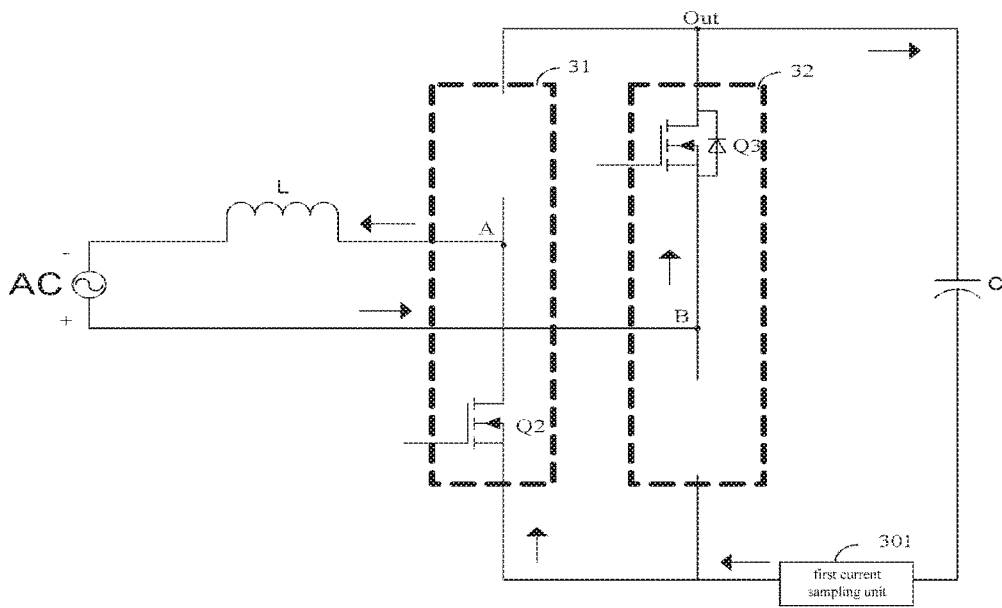 Out
31
32
Q3
L
A
-
AC
+
C
B
Q2
301
first current
sampling unit